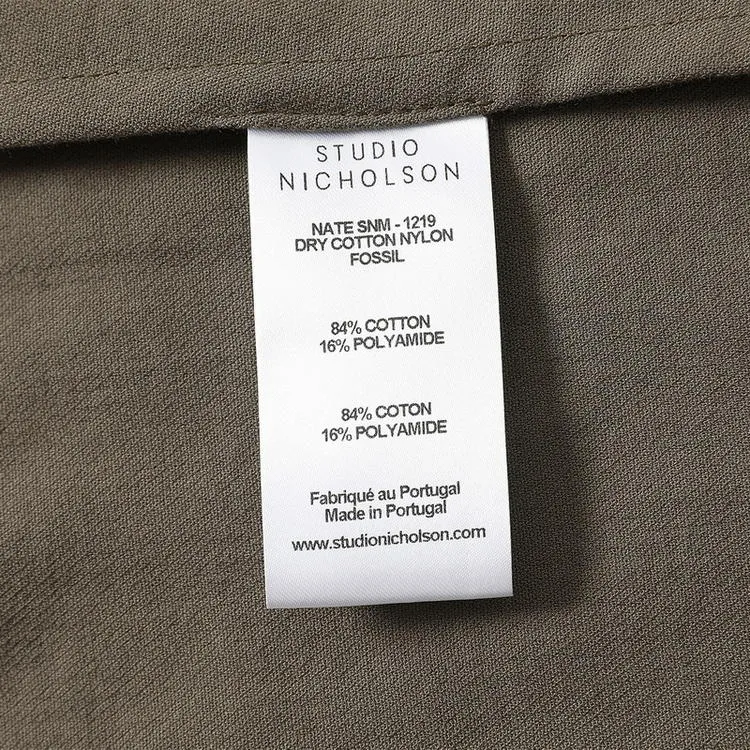 STUDIO
NICHOLSON
NATE SNM - 1219
DRY COTTON NYLON
FOSSIL
84% COTTON
16% POLYAMIDE
84% COTON
16% POLYAMIDE
Fabriqué au Portugal
Made in Portugal
www.studionicholson.com